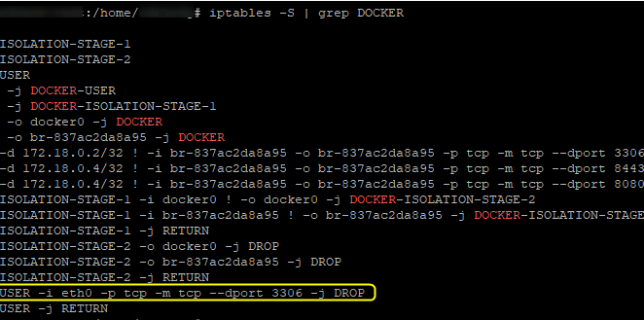 :/home/ # iptables -S | grep DOCKER
ISOLATION-STAGE-1
ISOLATION-STAGE-2
USER
-j DOCKER-USER
-j DOCKER-ISOLATION-STAGE-1
-o docker0 -j DOCKER
-o br-837ac2da8a95 -j DOCKER
-d 172.18.0.2/32 ! -i br-837ac2da8a95 -o br-837ac2da8a95 -p tcp -m tcp --dport 3306
-d 172.18.0.4/32 ! -i br-837ac2da8a95 -o br-837ac2da8a95 -p tcp -m tcp --dport 8443
-d 172.18.0.4/32 ! -i br-837ac2da8a95 -o br-837ac2da8a95 -p tcp -m tcp --dport 8080
ISOLATION-STAGE-1 -i docker0 ! -o docker0 -j DOCKER-ISOLATION-STAGE-2
ISOLATION-STAGE-1 -i br-837ac2da8a95 ! -o br-837ac2da8a95 -j DOCKER-ISOLATION-STAGE
ISOLATION-STAGE-1 -j RETURN
ISOLATION-STAGE-2 -o docker0 -j DROP
ISOLATION-STAGE-2 -o br-837ac2da8a95 -j DROP
ISOLATION-STAGE-2 -j RETURN
USER -i eth0 -p tcp -m tcp --dport 3306 -j DROP
USER -j RETURN